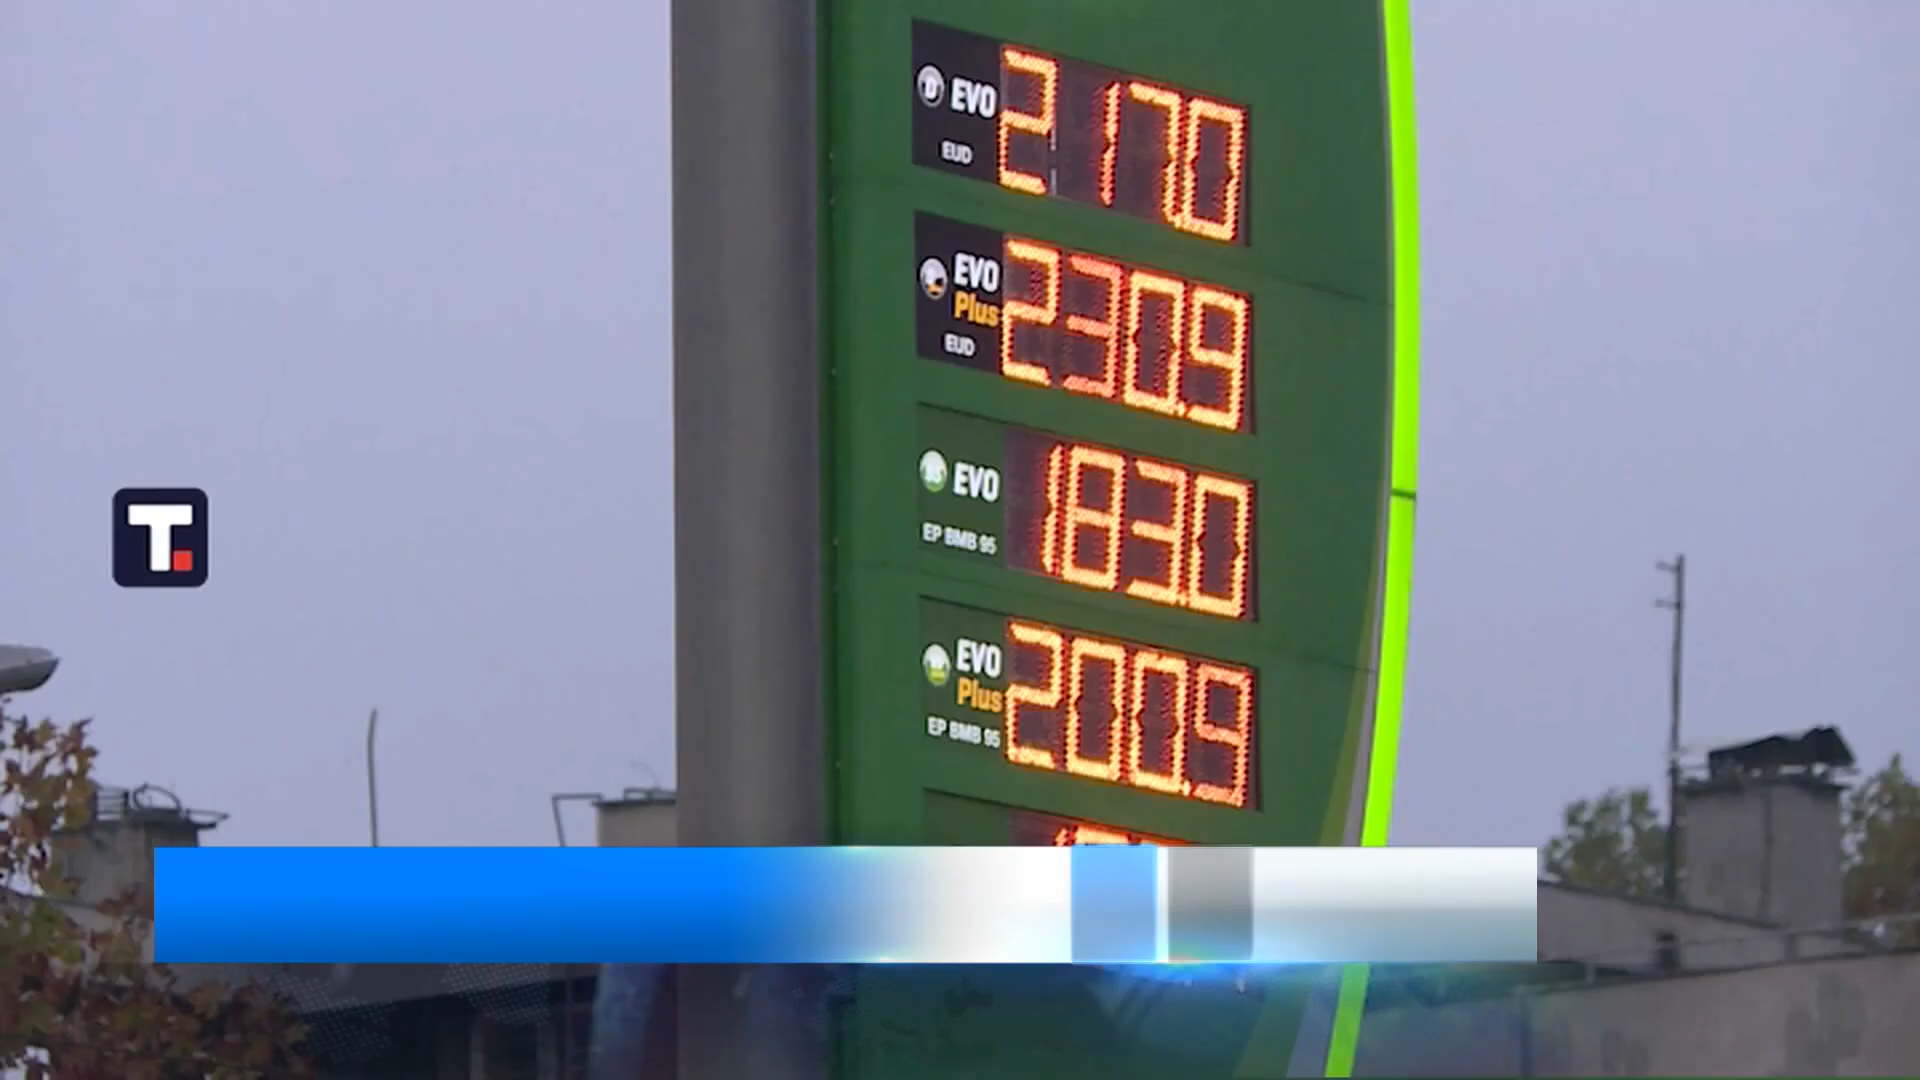 D EVO 217.0
EUD
EVO 230.9
Plus
EUD
95 EVO 183.0
EP BMB 95
EVO 200.9
Plus
EP BMB 95
T.